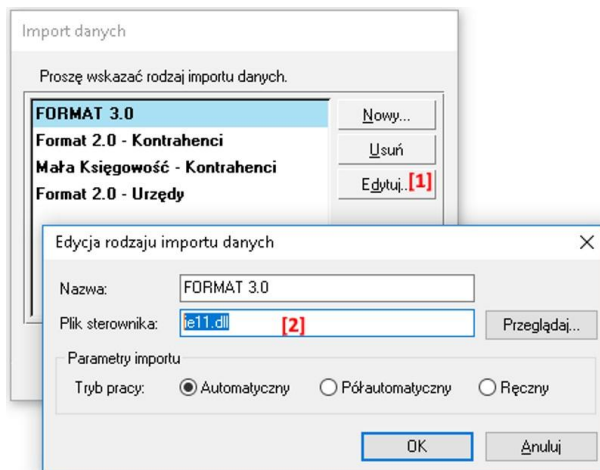 Import danych
Proszę wskazać rodzaj importu danych.
FORMAT 3.0
Format 2.0 - Kontrahenci
Mała Księgowość - Kontrahenci
Format 2.0 - Urzędy
Nowy...
Usuń
Edytuj..[1]
Edycja rodzaju importu danych
Nazwa: FORMAT 3.0
Plik sterownika: ie11.dll [2] Przeglądaj...
Parametry importu
Tryb pracy: Automatyczny Półautomatyczny Ręczny
OK Anuluj